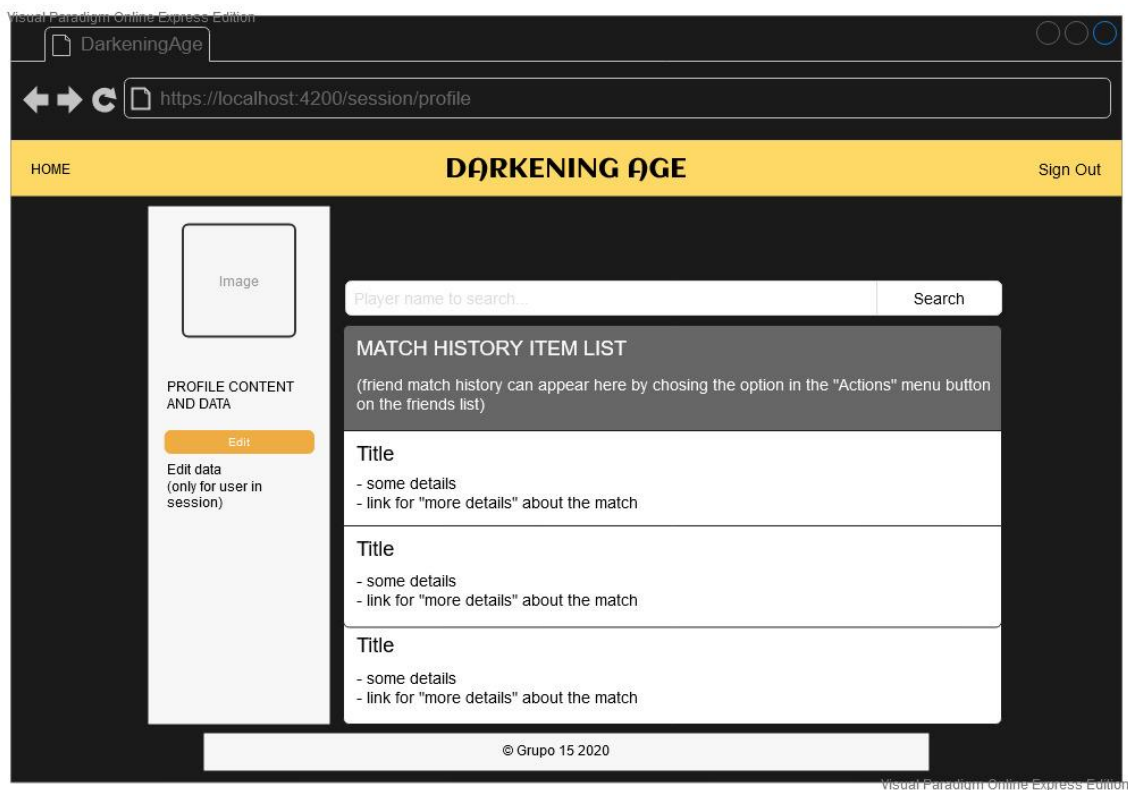 Visual Paradigm Online Express Edition
DarkeningAge
https://localhost:4200/session/profile
HOME
DARKENING AGE
Sign Out
Image
PROFILE CONTENT
AND DATA
Edit
Edit data
(only for user in
session)
Player name to search...
Search
MATCH HISTORY ITEM LIST
(friend match history can appear here by chosing the option in the "Actions" menu button
on the friends list)
Title
- some details
- link for "more details" about the match
Title
- some details
- link for "more details" about the match
Title
- some details
- link for "more details" about the match
© Grupo 15 2020
Visual Paradigm Online Express Edition